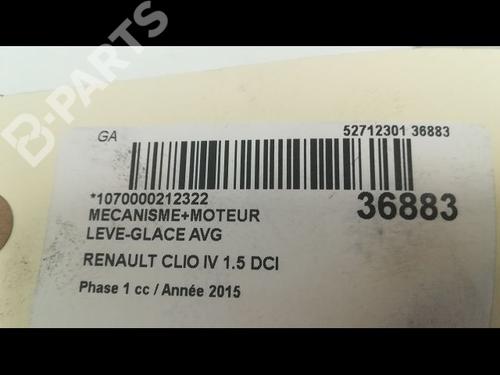 B-PARTS
GA
52712301 36883
*1070000212322
36883
MECANISME+MOTEUR
LEVE-GLACE AVG
RENAULT CLIO IV 1.5 DCI
Phase 1 cc / Année 2015